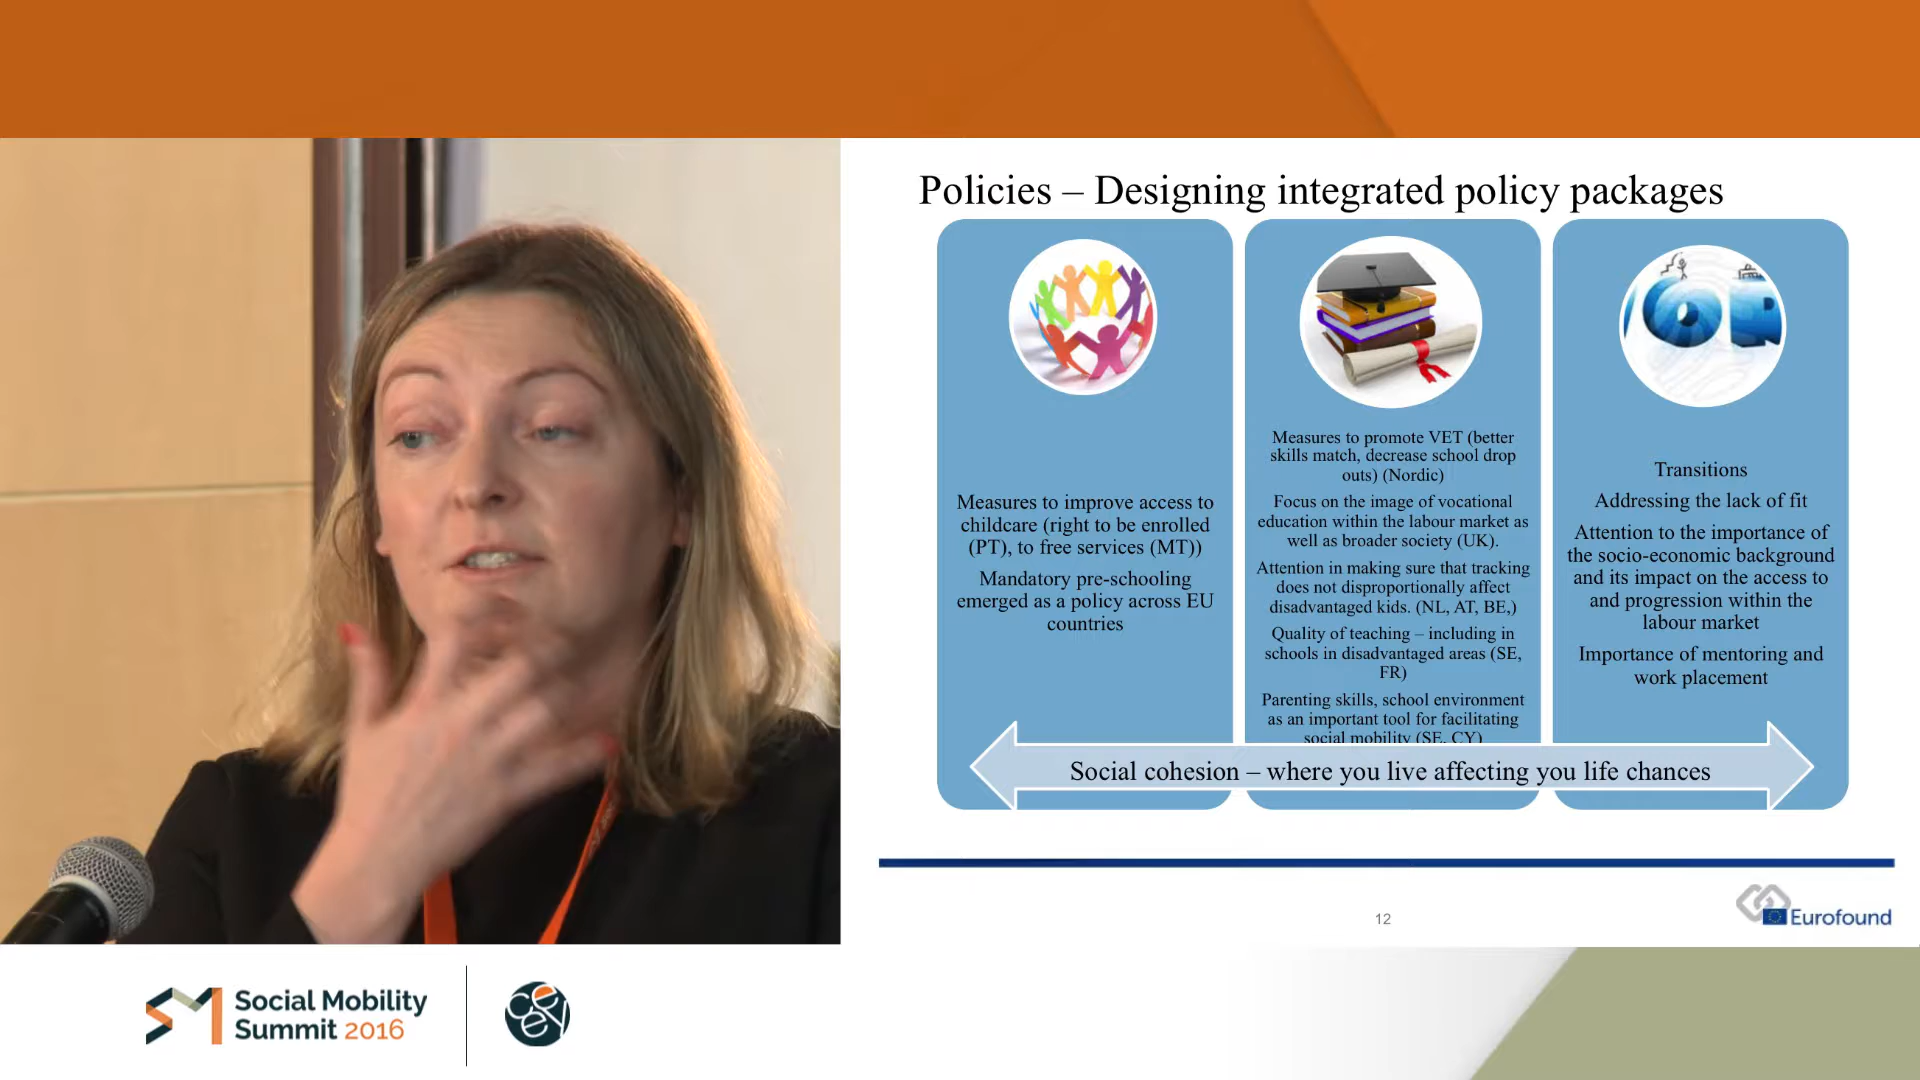 Policies – Designing integrated policy packages
Measures to improve access to
childcare (right to be enrolled
(PT), to free services (MT))
Mandatory pre-schooling
emerged as a policy across EU
countries
Measures to promote VET (better
skills match, decrease school drop
outs) (Nordic)
Focus on the image of vocational
education within the labour market as
well as broader society (UK).
Attention in making sure that tracking
does not disproportionally affect
disadvantaged kids. (NL, AT, BE,)
Quality of teaching – including in
schools in disadvantaged areas (SE,
FR)
Parenting skills, school environment
as an important tool for facilitating
social mobility (SE, CY)
Transitions
Addressing the lack of fit
Attention to the importance of
the socio-economic background
and its impact on the access to
and progression within the
labour market
Importance of mentoring and
work placement
Social cohesion – where you live affecting you life chances
12
Eurofound
SM
Social Mobility
Summit 2016
ceey